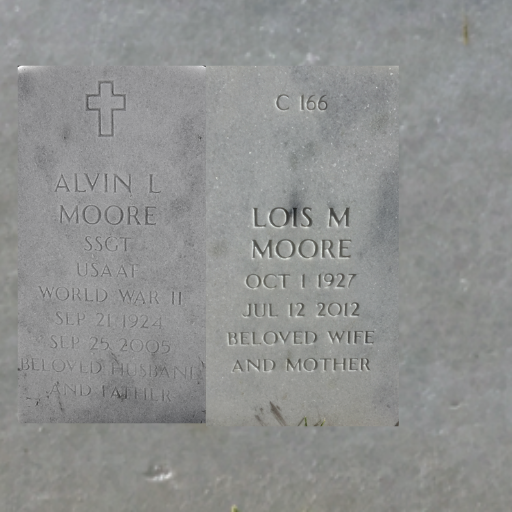 ALVIN L
MOORE
SSGT
USAAF
WORLD WAR II
SEP 21 1924
SEP 25 2005
BELOVED HUSBAND
AND FATHER
C 166
LOIS M
MOORE
OCT 1 1927
JUL 12 2012
BELOVED WIFE
AND MOTHER